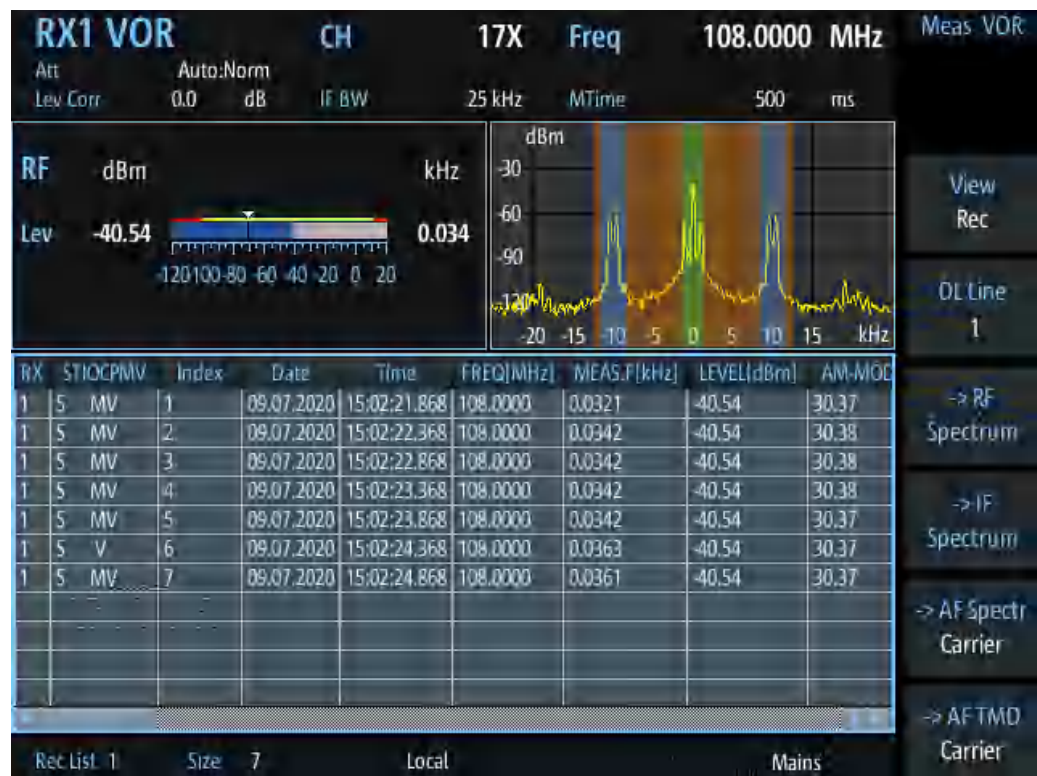 RX1 VOR CH 17X Freq 108.0000 MHz
Att Auto:Norm
Lev Corr 0.0 dB IF BW 25 kHz MTime 500 ms
RF dBm kHz
Lev -40.54 0.034
-120 100 -80 -60 -40 -20 0 20
dBm
-30
-60
-90
-120
-20 -15 -10 -5 0 5 10 15 kHz
RX STIOCPMV Index Date Time FREQ[MHz] MEAS.F[kHz] LEVEL[dBm] AM-MOD
1 S MV 1 09.07.2020 15:02:21.868 108.0000 0.0321 -40.54 30.37
1 S MV 2 09.07.2020 15:02:22.368 108.0000 0.0342 -40.54 30.38
1 S MV 3 09.07.2020 15:02:22.868 108.0000 0.0342 -40.54 30.38
1 S MV 4 09.07.2020 15:02:23.368 108.0000 0.0342 -40.54 30.38
1 S MV 5 09.07.2020 15:02:23.868 108.0000 0.0342 -40.54 30.37
1 S V 6 09.07.2020 15:02:24.368 108.0000 0.0363 -40.54 30.37
1 S MV 7 09.07.2020 15:02:24.868 108.0000 0.0361 -40.54 30.37
Rec List 1 Size 7 Local Mains
Meas VOR
View
Rec
OL Line
1
-> RF
Spectrum
-> IF
Spectrum
-> AF Spectr
Carrier
-> AF TMD
Carrier